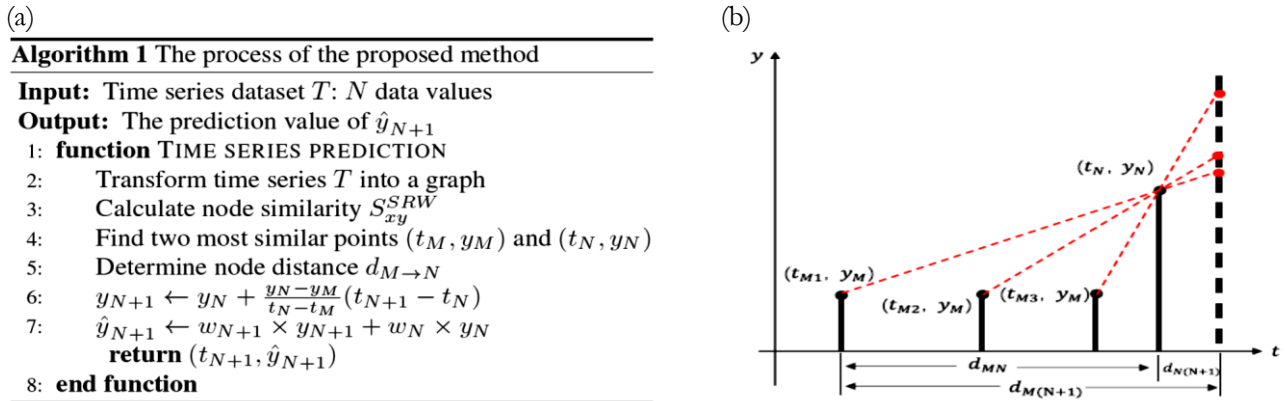 (a)
Algorithm 1 The process of the proposed method
Input: Time series dataset T: N data values
Output: The prediction value of ŷ_{N+1}
1: function TIME SERIES PREDICTION
2: Transform time series T into a graph
3: Calculate node similarity S_{xy}^{SRW}
4: Find two most similar points (t_M, y_M) and (t_N, y_N)
5: Determine node distance d_{M→N}
6: y_{N+1} ← y_N + \frac{y_N − y_M}{t_N − t_M}(t_{N+1} − t_N)
7: ŷ_{N+1} ← w_{N+1} × y_{N+1} + w_N × y_N
return (t_{N+1}, ŷ_{N+1})
8: end function
(b)
y
(t_N, y_N)
(t_{M1}, y_M)
(t_{M2}, y_M)
(t_{M3}, y_M)
t
d_{MN}
d_{N(N+1)}
d_{M(N+1)}